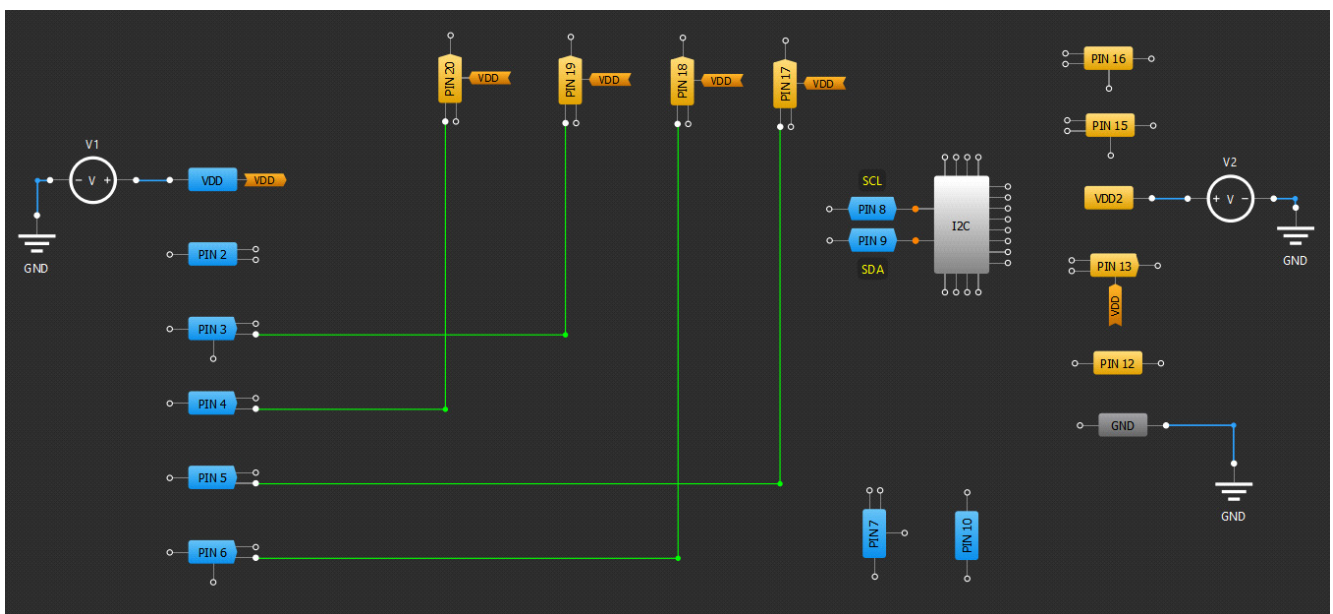 PIN 20
VDD
PIN 19
VDD
PIN 18
VDD
PIN 17
VDD
PIN 16
PIN 15
V1
- V +
VDD
VDD
GND
SCL
PIN 8
PIN 9
SDA
I2C
VDD2
V2
+ V -
GND
PIN 2
PIN 13
VDD
PIN 3
PIN 12
PIN 4
GND
GND
PIN 5
PIN 6
PIN 7
PIN 10